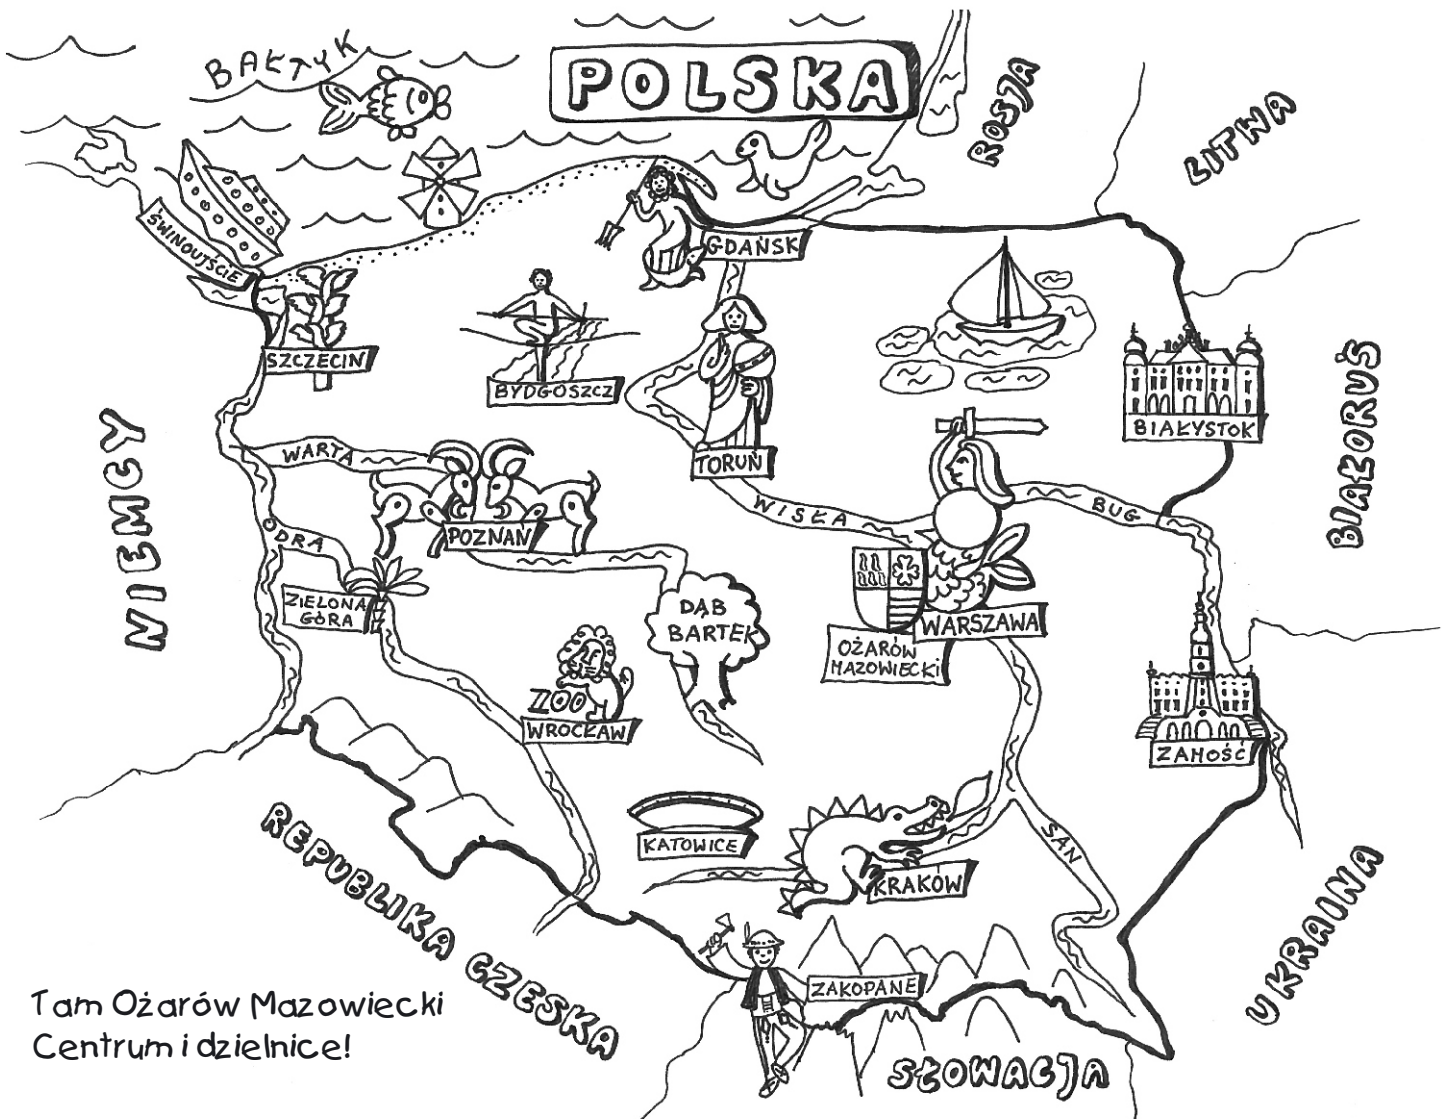 BAŁTYK
POLSKA
ROSJA
LITWA
ŚWINOUJŚCIE
GDAŃSK
SZCZECIN
BYDGOSZCZ
BIAŁYSTOK
BIAŁORUŚ
NIEMCY
WARTA
TORUŃ
WISŁA
BUG
ODRA
POZNAŃ
ZIELONA
GÓRA
DĄB
BARTEK
OŻARÓW
MAZOWIECKI
WARSZAWA
ZOO
WROCŁAW
ZAMOŚĆ
KATOWICE
KRAKÓW
SAN
REPUBLIKA CZESKA
UKRAINA
ZAKOPANE
SŁOWACJA
Tam Ożarów Mazowiecki
Centrum i dzielnice!